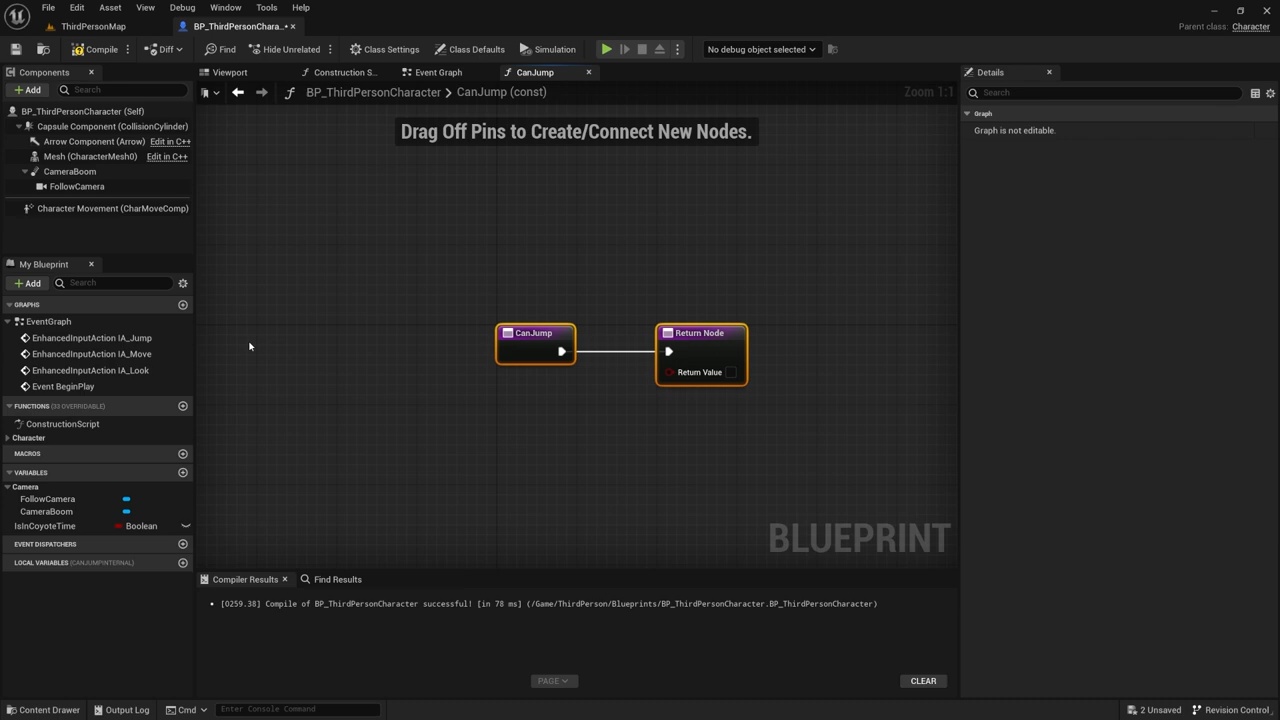 File Edit Asset View Debug Window Tools Help
ThirdPersonMap
BP_ThirdPersonChara...•
Parent class: Character
Compile
Diff
Find
Hide Unrelated
Class Settings
Class Defaults
Simulation
No debug object selected
Components
Add
Search
BP_ThirdPersonCharacter (Self)
Capsule Component (CollisionCylinder)
Arrow Component (Arrow) Edit in C++
Mesh (CharacterMesh0) Edit in C++
CameraBoom
FollowCamera
Character Movement (CharMoveComp)
My Blueprint
Add
Search
GRAPHS
EventGraph
EnhancedInputAction IA_Jump
EnhancedInputAction IA_Move
EnhancedInputAction IA_Look
Event BeginPlay
FUNCTIONS (33 OVERRIDABLE)
ConstructionScript
Character
MACROS
VARIABLES
Camera
FollowCamera
CameraBoom
IsInCoyoteTime Boolean
EVENT DISPATCHERS
LOCAL VARIABLES (CANJUMPINTERNAL)
Viewport
Construction S...
Event Graph
CanJump
BP_ThirdPersonCharacter > CanJump (const)
Zoom 1:1
Drag Off Pins to Create/Connect New Nodes.
CanJump
Return Node
Return Value
BLUEPRINT
Compiler Results
Find Results
• [0259.38] Compile of BP_ThirdPersonCharacter successful! [in 78 ms] (/Game/ThirdPerson/Blueprints/BP_ThirdPersonCharacter.BP_ThirdPersonCharacter)
PAGE
CLEAR
Details
Search
Graph
Graph is not editable.
Content Drawer
Output Log
Cmd
Enter Console Command
2 Unsaved
Revision Control